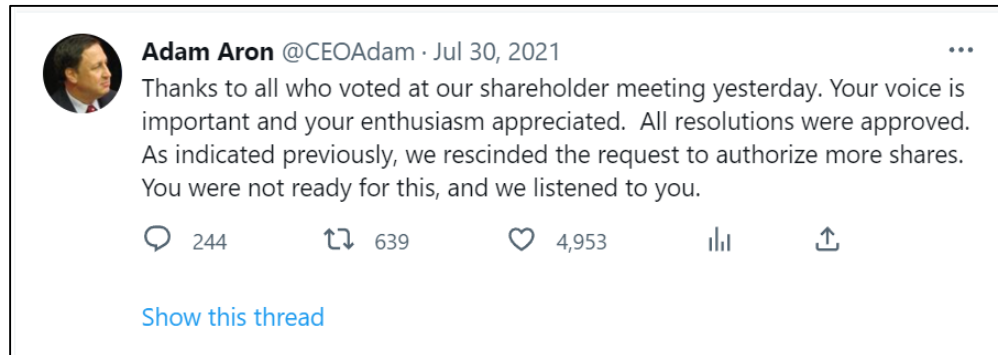 Adam Aron @CEOAdam · Jul 30, 2021
Thanks to all who voted at our shareholder meeting yesterday. Your voice is
important and your enthusiasm appreciated.  All resolutions were approved.
As indicated previously, we rescinded the request to authorize more shares.
You were not ready for this, and we listened to you.
244 639 4,953
Show this thread